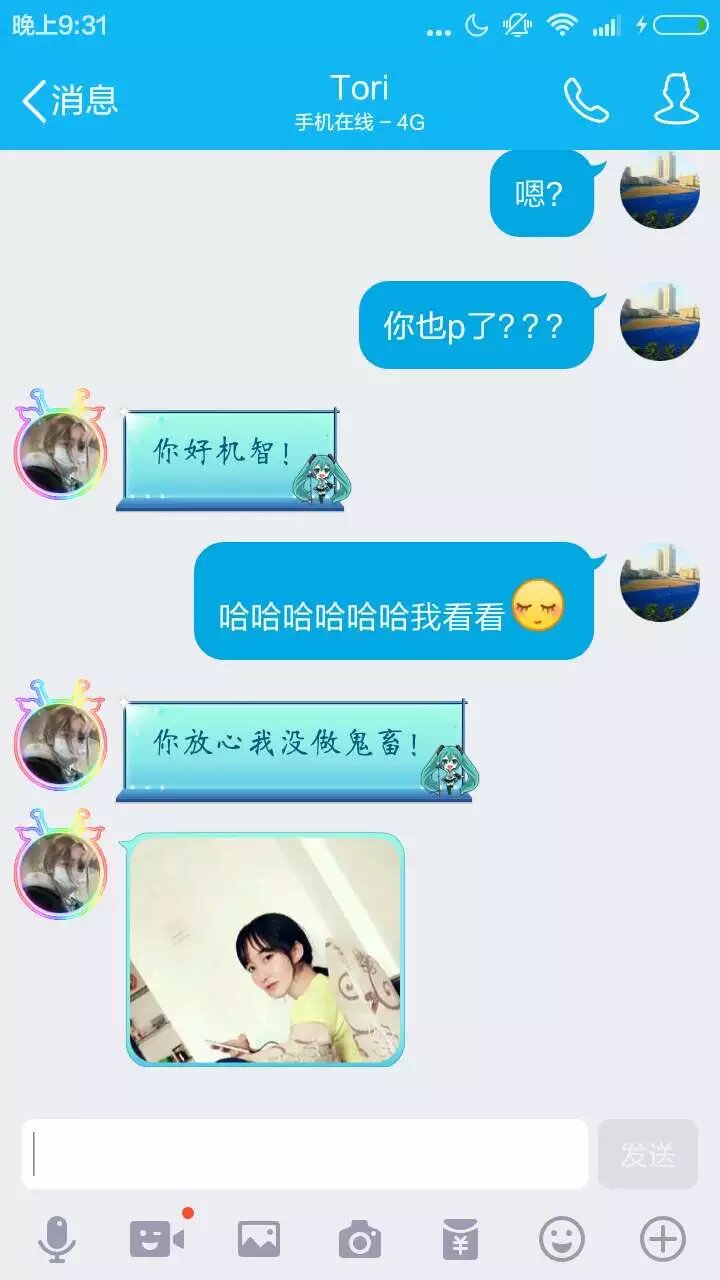 晚上9:31
消息
Tori
手机在线 – 4G
嗯?
你也p了???
你好机智!
哈哈哈哈哈哈我看看
你放心我没做鬼畜!
发送